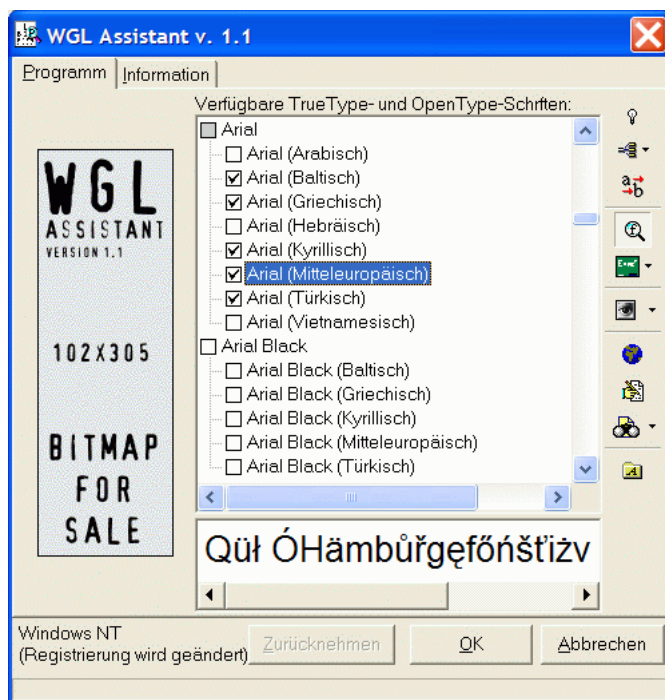 WGL Assistant v. 1.1
Programm Information
Verfügbare TrueType- und OpenType-Schriften:
Arial
Arial (Arabisch)
Arial (Baltisch)
Arial (Griechisch)
Arial (Hebräisch)
Arial (Kyrillisch)
Arial (Mitteleuropäisch)
Arial (Türkisch)
Arial (Vietnamesisch)
Arial Black
Arial Black (Baltisch)
Arial Black (Griechisch)
Arial Black (Kyrillisch)
Arial Black (Mitteleuropäisch)
Arial Black (Türkisch)
WGL
ASSISTANT
VERSION 1.1
102X305
BITMAP
FOR
SALE
a
b
Qüł ÓHämbůřgęfőńšťiżv
Windows NT
(Registrierung wird geändert)
Zurücknehmen OK Abbrechen